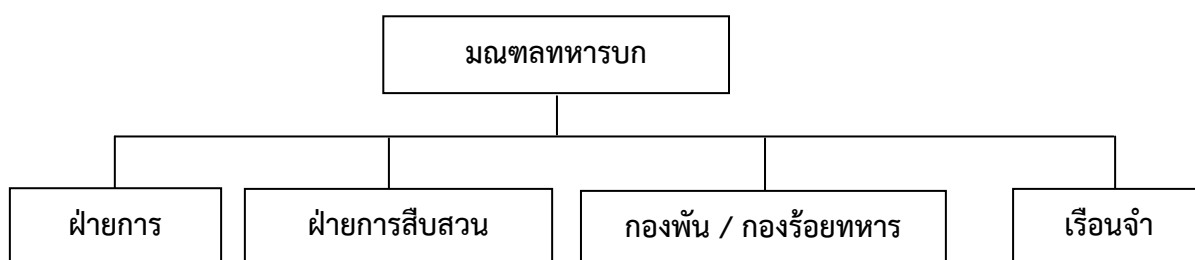 มณฑลทหารบก
ฝ่ายการ
ฝ่ายการสืบสวน
กองพัน / กองร้อยทหาร
เรือนจำ